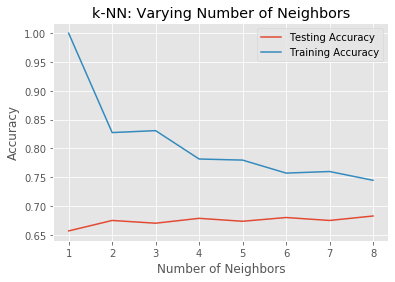 k-NN: Varying Number of Neighbors
1.00
0.95
0.90
0.85
0.80
0.75
0.70
0.65
Accuracy
Testing Accuracy
Training Accuracy
1 2 3 4 5 6 7 8
Number of Neighbors